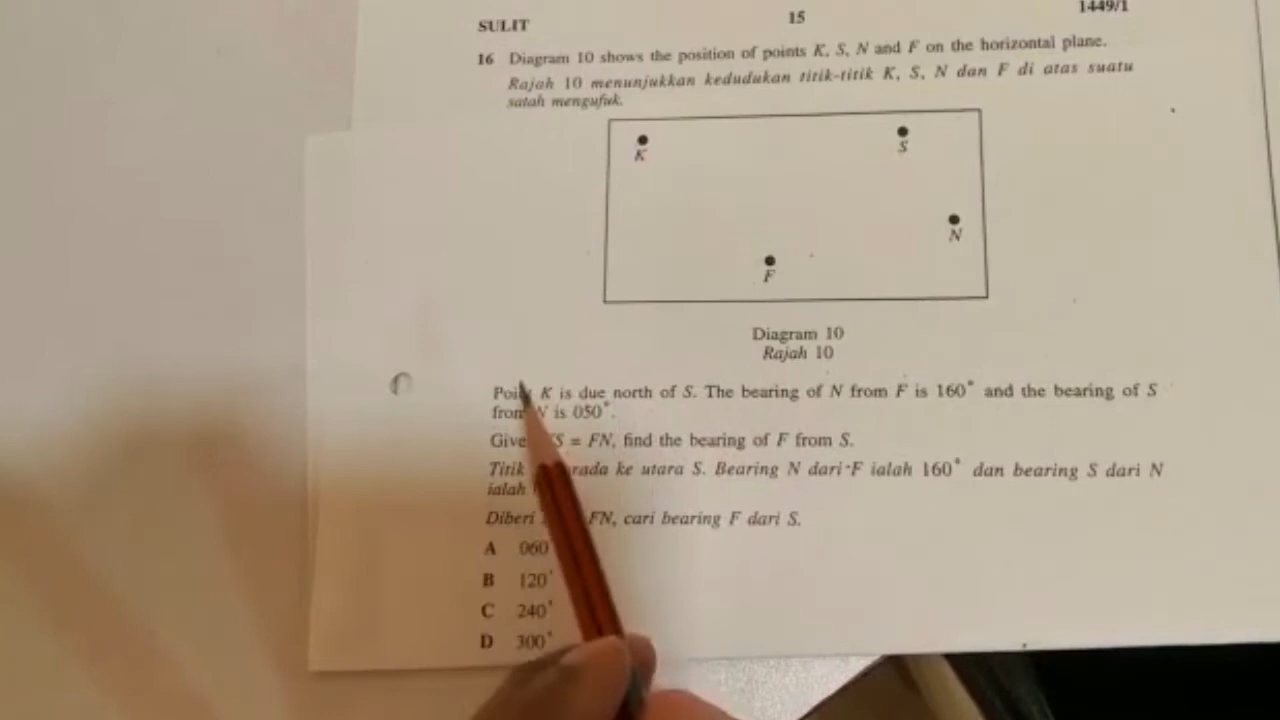 SULIT 15 1449/1
16 Diagram 10 shows the position of points K, S, N and F on the horizontal plane.
Rajah 10 menunjukkan kedudukan titik-titik K, S, N dan F di atas suatu
satah mengufuk.
K
S
N
F
Diagram 10
Rajah 10
K is due north of S. The bearing of N from F is 160° and the bearing of S
from N is 050°.
= FN, find the bearing of F from S.
Titik ke utara S. Bearing N dari F ialah 160° dan bearing S dari N
ialah
Diberi FN, cari bearing F dari S.
A 060
B 120°
C 240°
D 300°